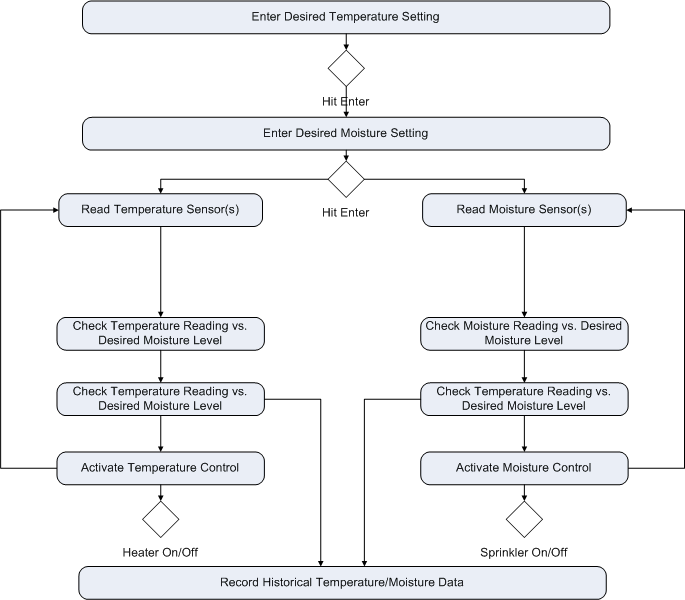 Enter Desired Temperature Setting
Hit Enter
Enter Desired Moisture Setting
Hit Enter
Read Temperature Sensor(s)
Read Moisture Sensor(s)
Check Temperature Reading vs.
Desired Moisture Level
Check Moisture Reading vs. Desired
Moisture Level
Check Temperature Reading vs.
Desired Moisture Level
Check Temperature Reading vs.
Desired Moisture Level
Activate Temperature Control
Activate Moisture Control
Heater On/Off
Sprinkler On/Off
Record Historical Temperature/Moisture Data